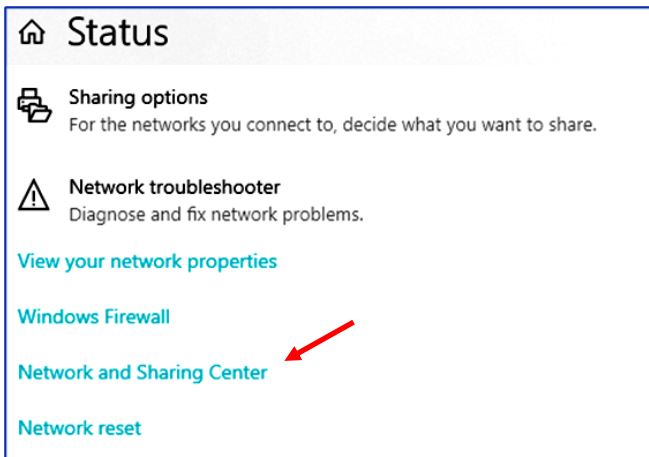 Status
Sharing options
For the networks you connect to, decide what you want to share.
Network troubleshooter
Diagnose and fix network problems.
View your network properties
Windows Firewall
Network and Sharing Center
Network reset